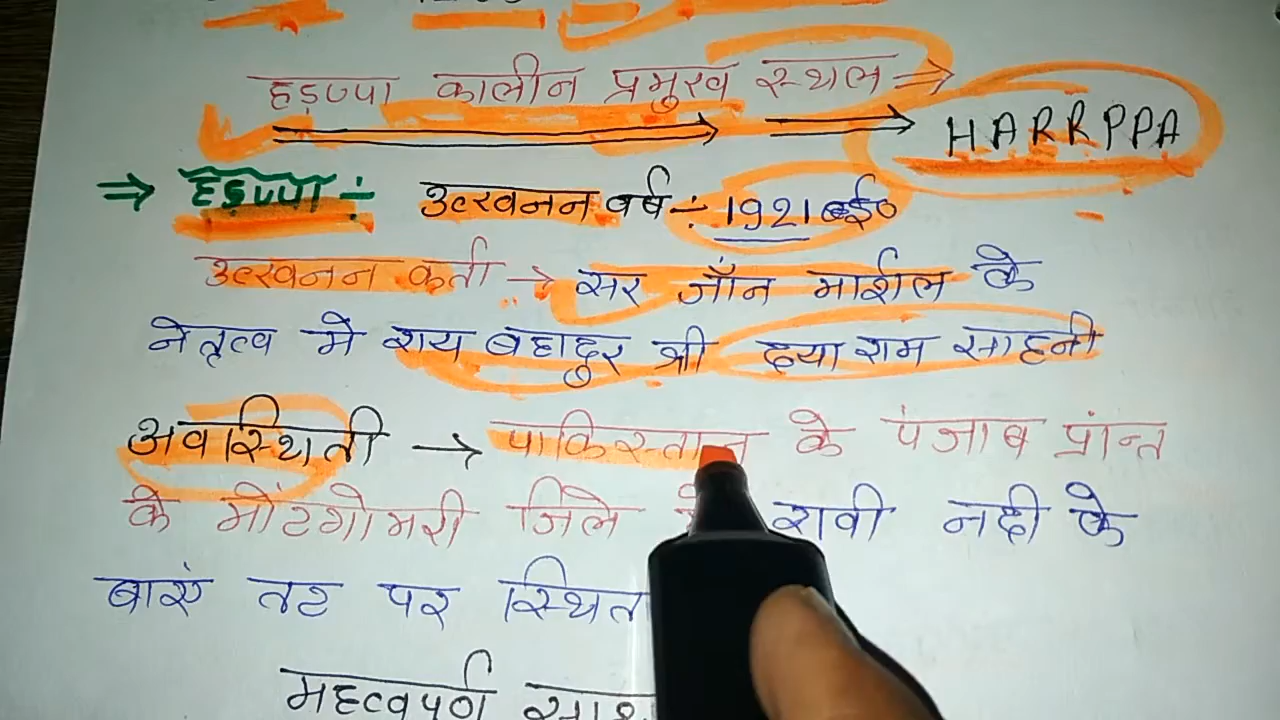 हड़प्पा कालीन प्रमुख स्थल ⇒
HARRPPA
⇒ हड़प्पा ÷ उत्खनन वर्ष ÷ 1921 ई०
उत्खनन कर्ता → सर जॉन मार्शल के
नेतृत्व मे राय बहादुर श्री दया राम साहनी
अवस्थिती → पाकिस्तान के पंजाब प्रांन्त
के मोंटगोमरी जिले रावी नदी के
बाएं तट पर स्थित
महत्वपूर्ण